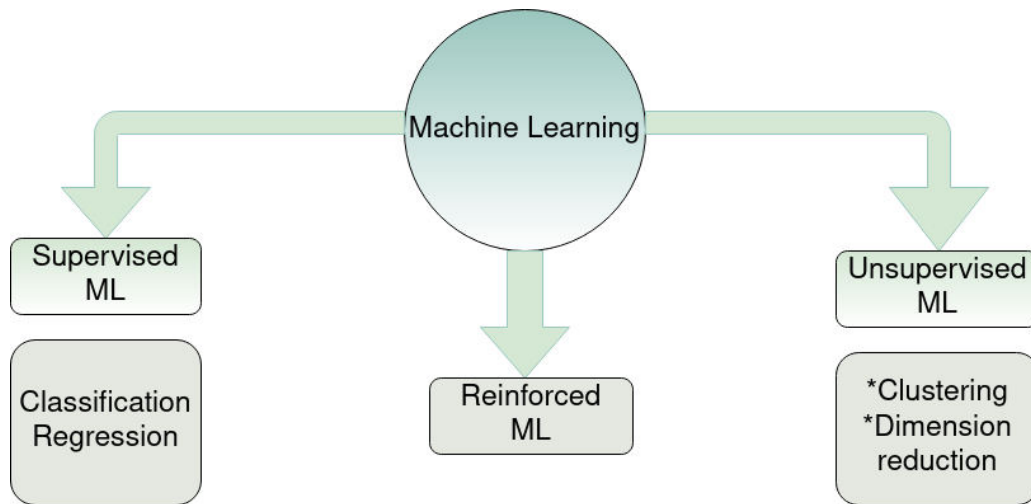 Machine Learning
Supervised
ML
Classification
Regression
Reinforced
ML
Unsupervised
ML
*Clustering
*Dimension
reduction